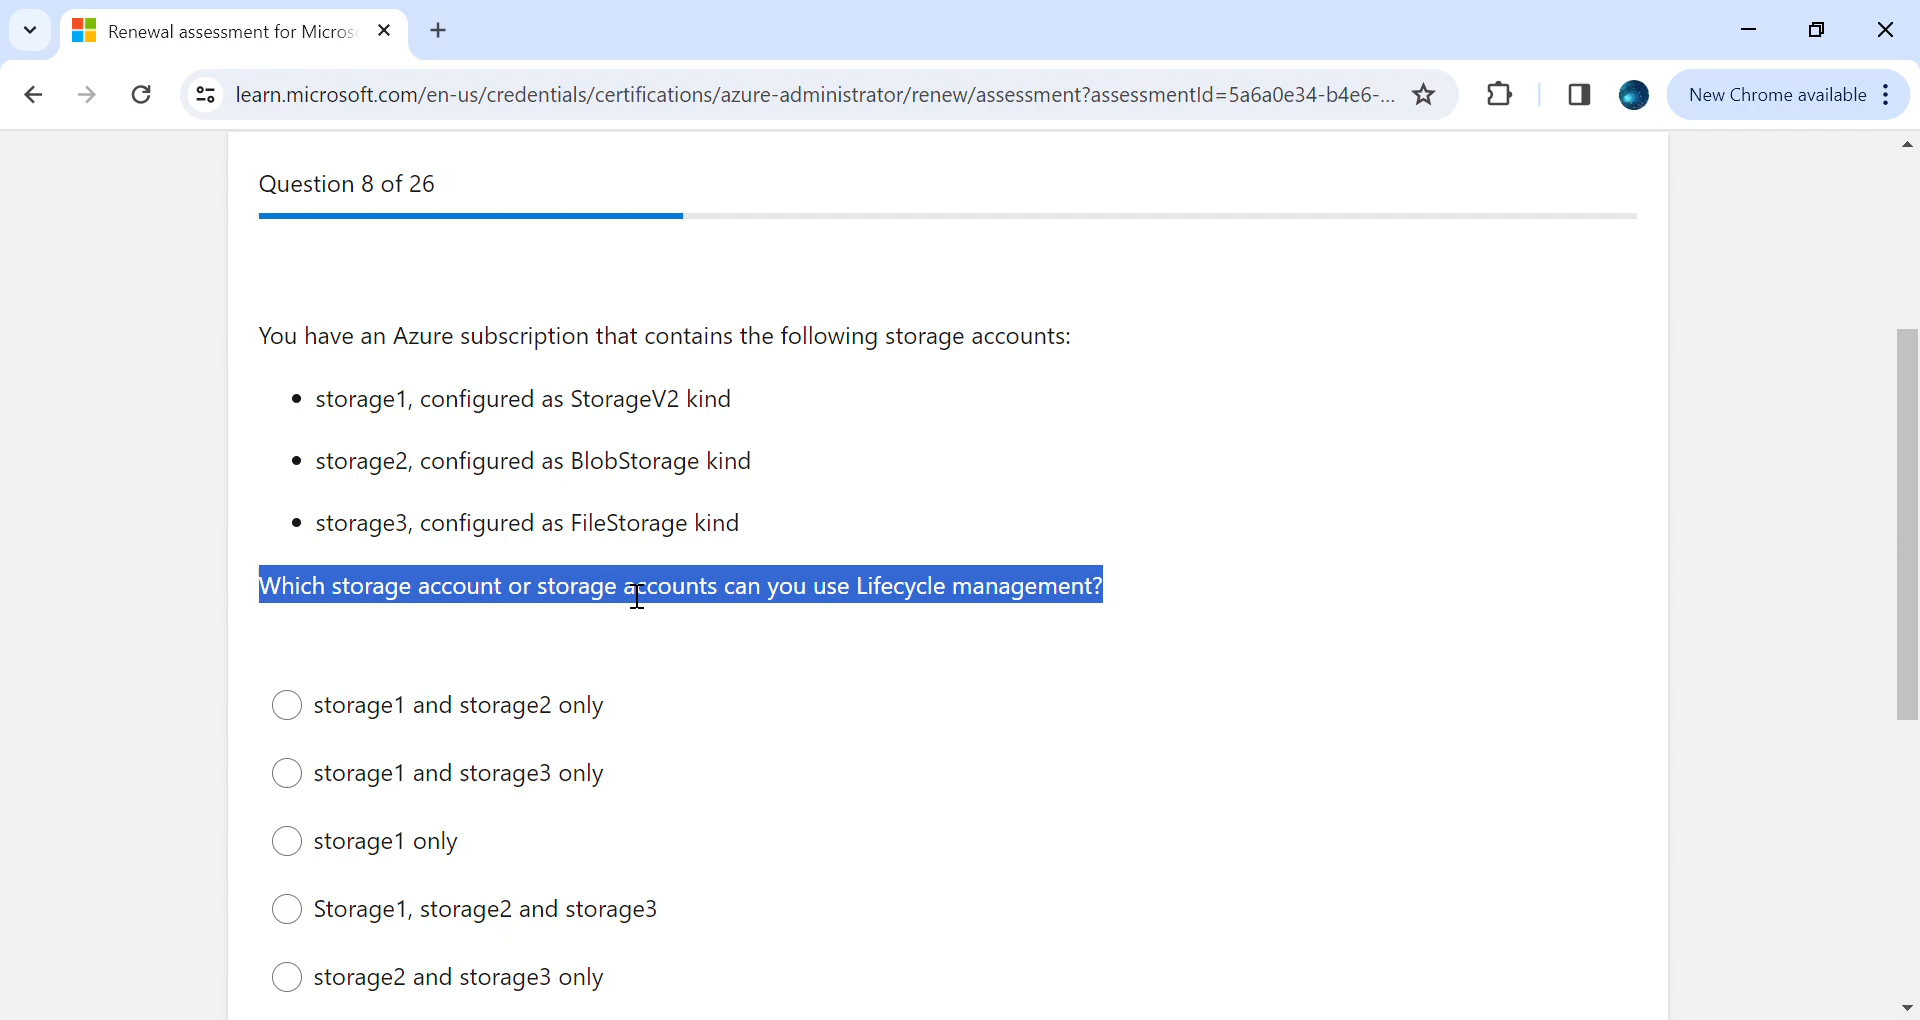 Renewal assessment for Micros
learn.microsoft.com/en-us/credentials/certifications/azure-administrator/renew/assessment?assessmentId=5a6a0e34-b4e6-...
New Chrome available
Question 8 of 26
You have an Azure subscription that contains the following storage accounts:
• storage1, configured as StorageV2 kind
• storage2, configured as BlobStorage kind
• storage3, configured as FileStorage kind
Which storage account or storage accounts can you use Lifecycle management?
storage1 and storage2 only
storage1 and storage3 only
storage1 only
Storage1, storage2 and storage3
storage2 and storage3 only